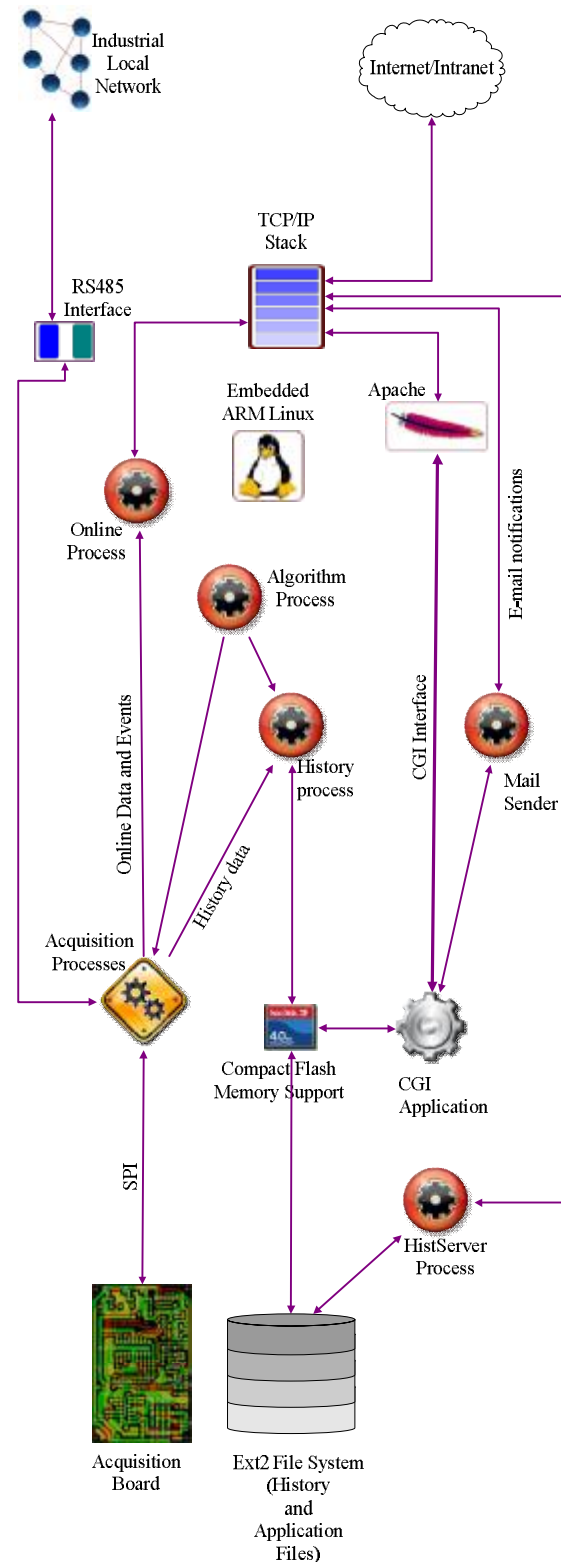 Industrial
Local
Network
Internet/Intranet
TCP/IP
Stack
RS485
Interface
Embedded
ARM Linux
Apache
Online
Process
Algorithm
Process
E-mail notifications
CGI Interface
History
process
Mail
Sender
Online Data and Events
History data
Acquisition
Processes
Compact Flash
Memory Support
CGI
Application
SPI
HistServer
Process
Acquisition
Board
Ext2 File System
(History
and
Application
Files)